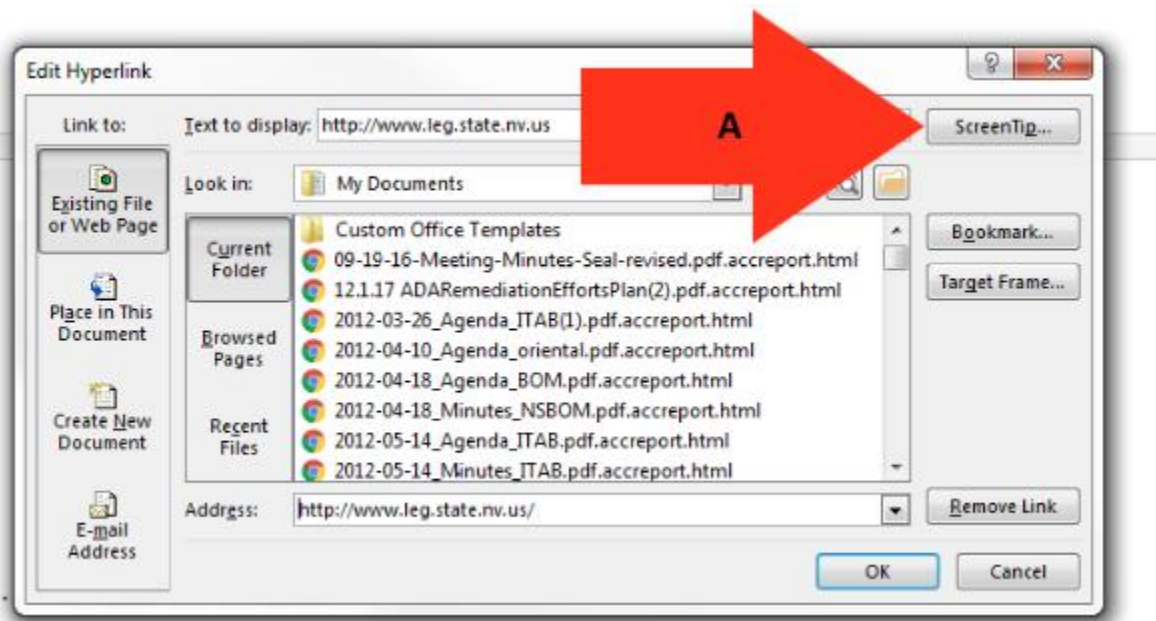 Edit Hyperlink
Link to:
Text to display: http://www.leg.state.nv.us
A
ScreenTip...
Existing File
or Web Page
Look in: My Documents
Current
Folder
Custom Office Templates
09-19-16-Meeting-Minutes-Seal-revised.pdf.accreport.html
12.1.17 ADARemediationEffortsPlan(2).pdf.accreport.html
2012-03-26_Agenda_ITAB(1).pdf.accreport.html
2012-04-10_Agenda_oriental.pdf.accreport.html
2012-04-18_Agenda_BOM.pdf.accreport.html
2012-04-18_Minutes_NSBOM.pdf.accreport.html
2012-05-14_Agenda_ITAB.pdf.accreport.html
2012-05-14_Minutes_ITAB.pdf.accreport.html
Bookmark...
Target Frame...
Place in This
Document
Browsed
Pages
Create New
Document
Recent
Files
E-mail
Address
Address: http://www.leg.state.nv.us/
Remove Link
OK
Cancel